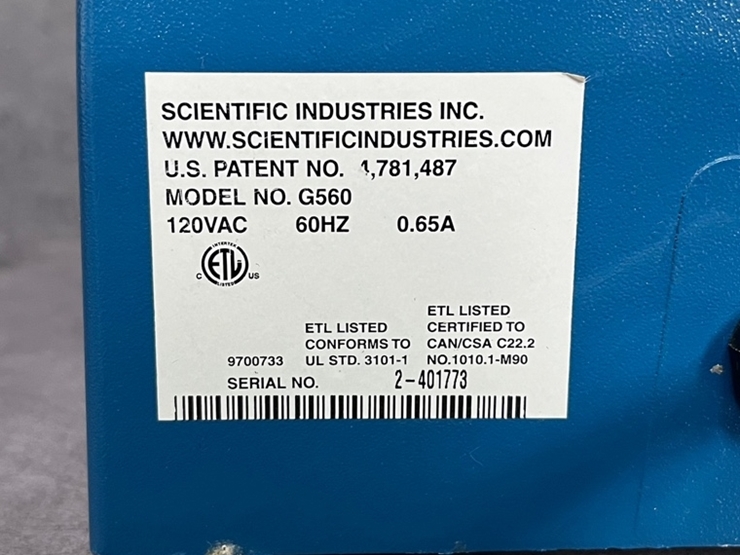 SCIENTIFIC INDUSTRIES INC.
WWW.SCIENTIFICINDUSTRIES.COM
U.S. PATENT NO. 4,781,487
MODEL NO. G560
120VAC 60HZ 0.65A
INTERTEK
C ETL US
LISTED
ETL LISTED
CONFORMS TO
9700733 UL STD. 3101-1
ETL LISTED
CERTIFIED TO
CAN/CSA C22.2
NO.1010.1-M90
SERIAL NO. 2-401773